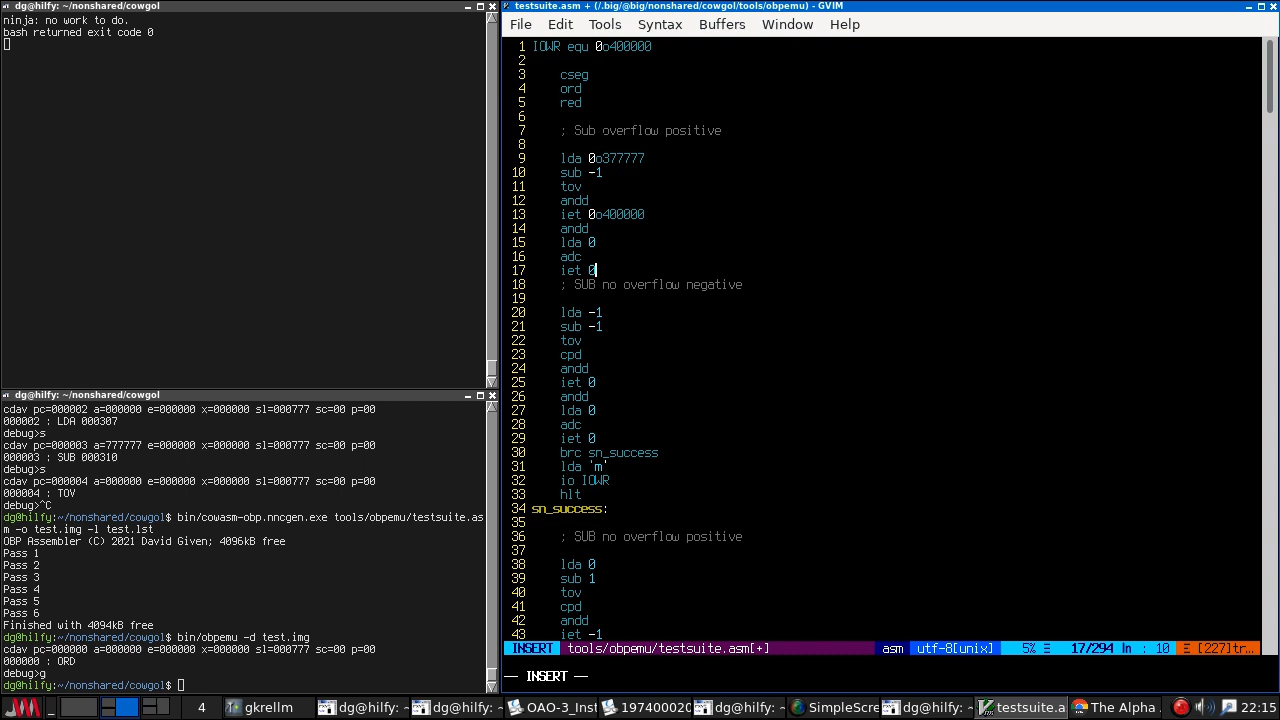 dg@hilfy: ~/nonshared/cowgol
ninja: no work to do.
bash returned exit code 0
dg@hilfy: ~/nonshared/cowgol
cdav pc=000002 a=000000 e=000000 x=000000 sl=000777 sc=00 p=00
000002 : LDA 000307
debug>s
cdav pc=000003 a=777777 e=000000 x=000000 sl=000777 sc=00 p=00
000003 : SUB 000310
debug>s
cdav pc=000004 a=000000 e=000000 x=000000 sl=000777 sc=00 p=00
000004 : TOV
debug>^C
dg@hilfy:~/nonshared/cowgol$ bin/cowasm-obp.nncgen.exe tools/obpemu/testsuite.as
m -o test.img -l test.lst
OBP Assembler (C) 2021 David Given; 4096kB free
Pass 1
Pass 2
Pass 3
Pass 4
Pass 5
Pass 6
Finished with 4094kB free
dg@hilfy:~/nonshared/cowgol$ bin/obpemu -d test.img
cdav pc=000000 a=000000 e=000000 x=000000 sl=000777 sc=00 p=00
000000 : ORD
debug>g
dg@hilfy:~/nonshared/cowgol$
testsuite.asm + (/.big/@big/nonshared/cowgol/tools/obpemu) - GVIM
File Edit Tools Syntax Buffers Window Help
1 IOWR equ 0o400000
2
3 cseg
4 ord
5 red
6
7 ; Sub overflow positive
8
9 lda 0o377777
10 sub -1
11 tov
12 andd
13 iet 0o400000
14 andd
15 lda 0
16 adc
17 iet 0
18 ; SUB no overflow negative
19
20 lda -1
21 sub -1
22 tov
23 cpd
24 andd
25 iet 0
26 andd
27 lda 0
28 adc
29 iet 0
30 brc sn_success
31 lda 'm'
32 io IOWR
33 hlt
34 sn_success:
35
36 ; SUB no overflow positive
37
38 lda 0
39 sub 1
40 tov
41 cpd
42 andd
43 iet -1
INSERT tools/obpemu/testsuite.asm[+] asm utf-8[unix] 5% Ξ 17/294 ln : 10 Ξ [227]tr…
-- INSERT --
4 gkrellm dg@hilfy: dg@hilfy: OAO-3_Inst 197400020 dg@hilfy: SimpleScre dg@hilfy: testsuite.a The Alpha 22:15